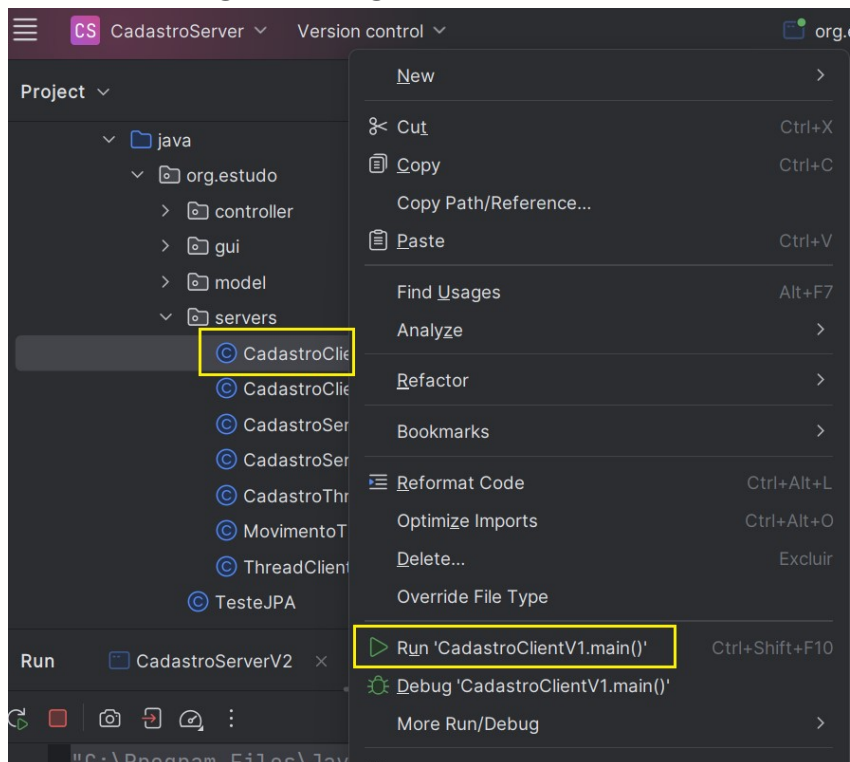 CS CadastroServer Version control org.
Project
java
org.estudo
controller
gui
model
servers
CadastroClie
CadastroClie
CadastroSer
CadastroSer
CadastroThr
MovimentoT
ThreadClient
TesteJPA
New
Cut Ctrl+X
Copy Ctrl+C
Copy Path/Reference...
Paste Ctrl+V
Find Usages Alt+F7
Analyze
Refactor
Bookmarks
Reformat Code Ctrl+Alt+L
Optimize Imports Ctrl+Alt+O
Delete... Excluir
Override File Type
Run 'CadastroClientV1.main()' Ctrl+Shift+F10
Debug 'CadastroClientV1.main()'
More Run/Debug
Run CadastroServerV2
"C:\Program Files\Jav